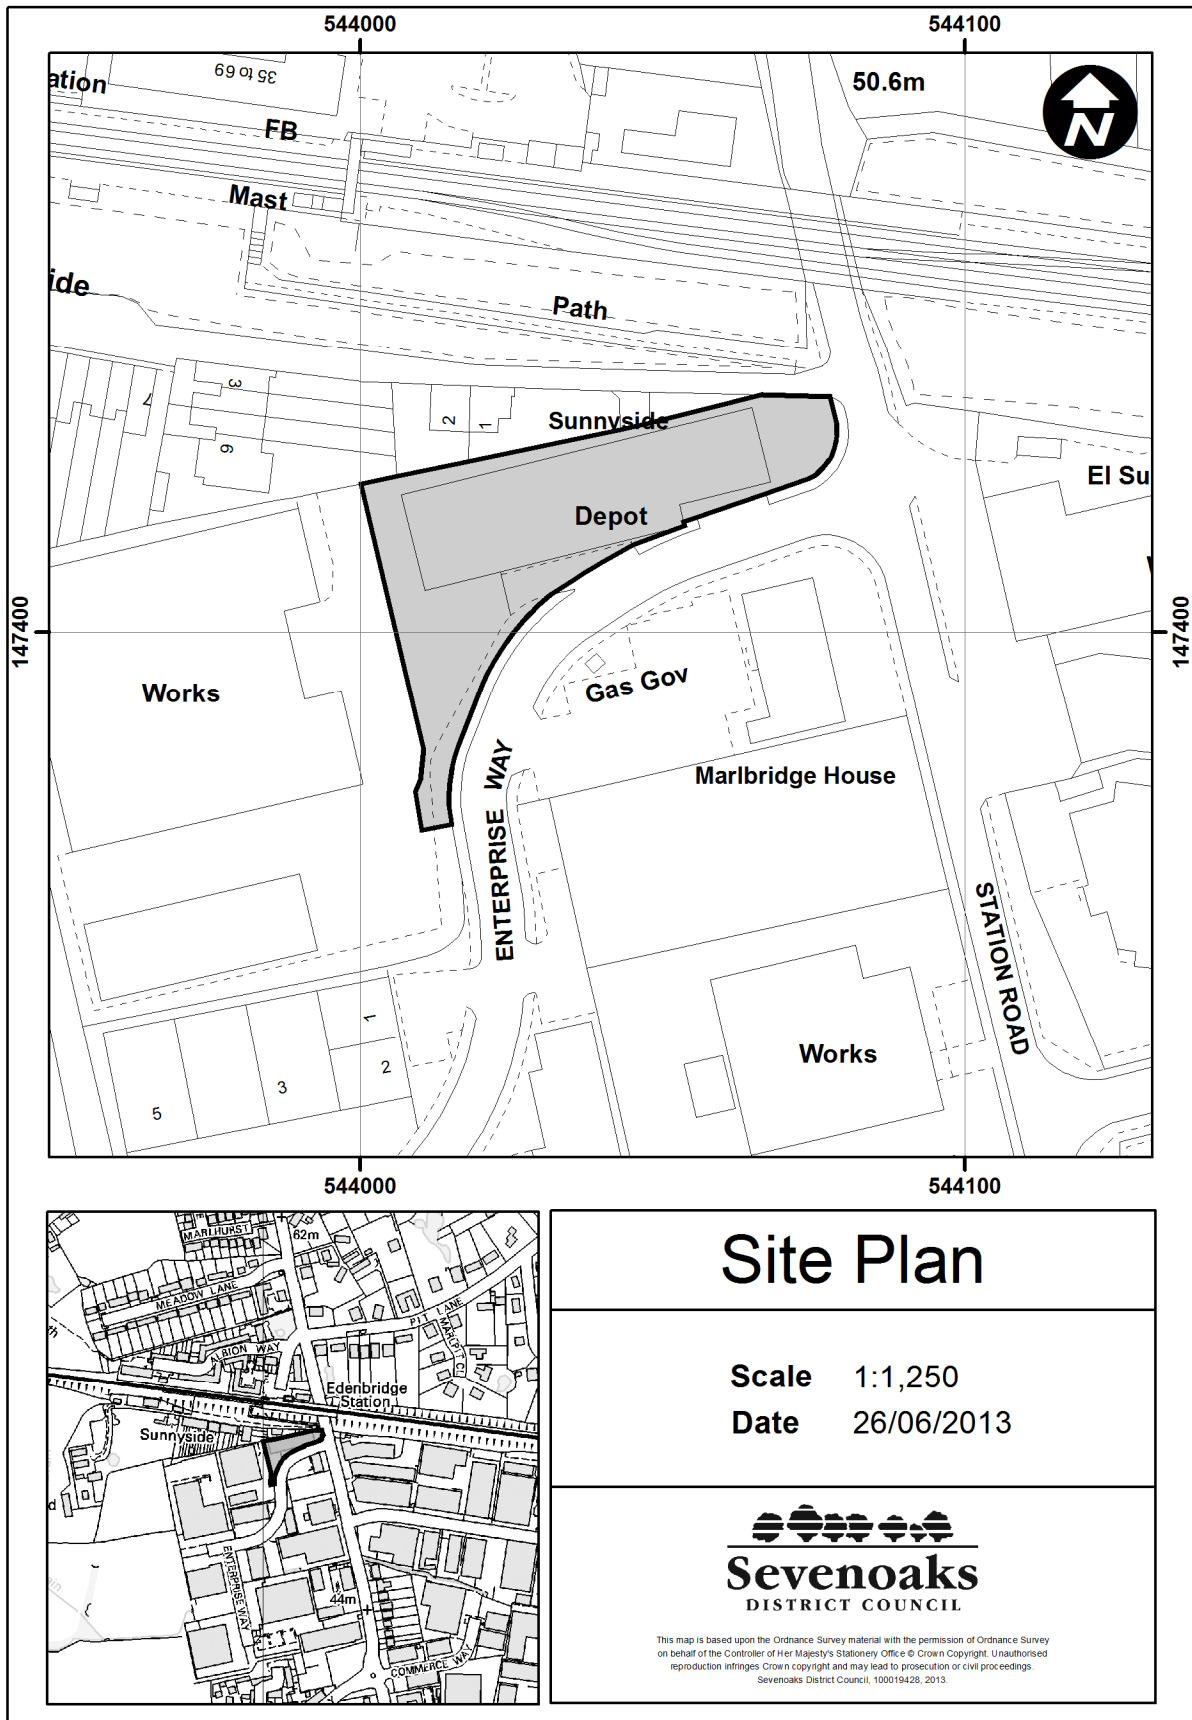 544000
544100
ation
35 to 69
50.6m
N
FB
Mast
ide
Path
7
3
6
2
1
Sunnyside
El Su
Depot
147400
147400
Works
Gas Gov
ENTERPRISE WAY
Marlbridge House
STATION ROAD
1
2
3
5
Works
544000
544100
MARLHURST
62m
MEADOW LANE
PIT LANE
MARLPIT CL
ALBION WAY
Edenbridge
Station
Sunnyside
d
ENTERPRISE WAY
44m
COMMERCE WAY
Site Plan
Scale 1:1,250
Date 26/06/2013
Sevenoaks
DISTRICT COUNCIL
This map is based upon the Ordnance Survey material with the permission of Ordnance Survey
on behalf of the Controller of Her Majesty's Stationery Office © Crown Copyright. Unauthorised
reproduction infringes Crown copyright and may lead to prosecution or civil proceedings.
Sevenoaks District Council, 100019428, 2013.